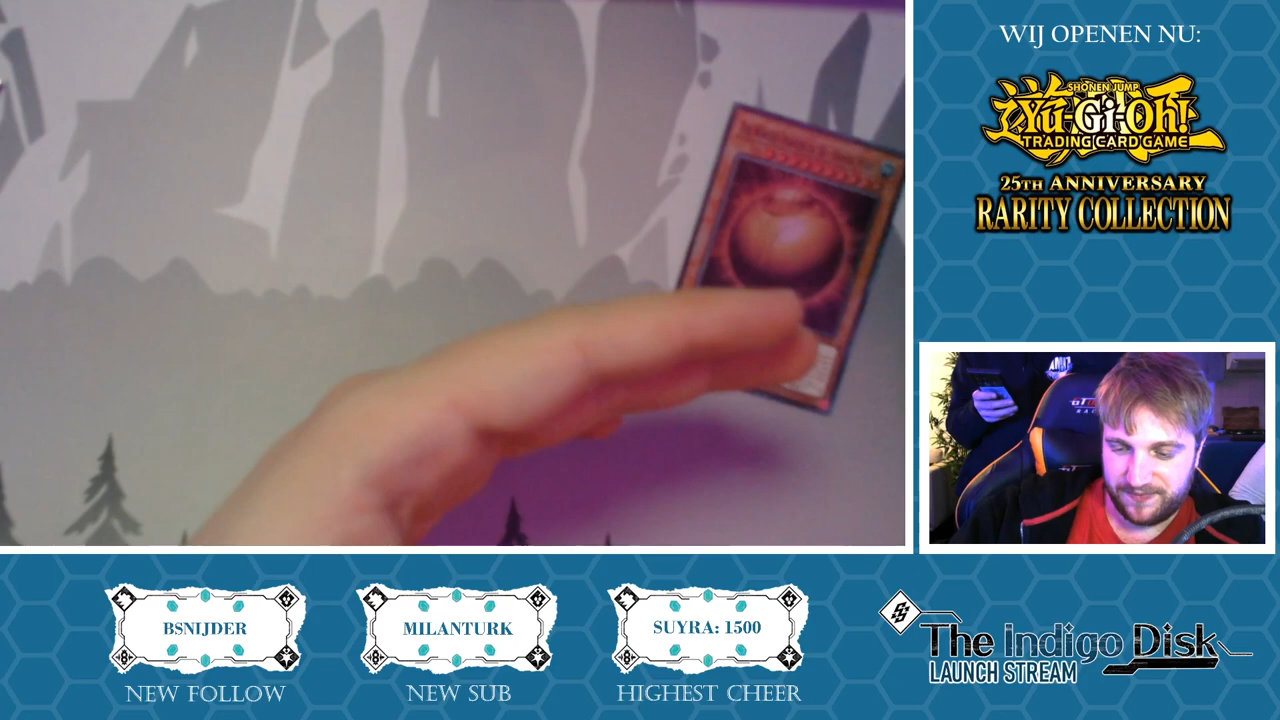 WIJ OPENEN NU:
SHONEN JUMP
Yu-Gi-Oh!
TRADING CARD GAME
25TH ANNIVERSARY
RARITY COLLECTION
BSNIJDER
NEW FOLLOW
MILANTURK
NEW SUB
SUYRA: 1500
HIGHEST CHEER
The Indigo Disk
LAUNCH STREAM